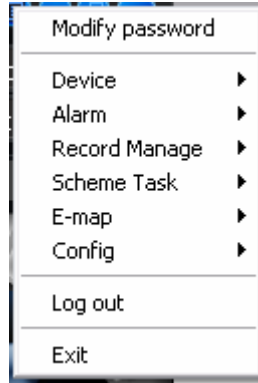 Modify password
Device
Alarm
Record Manage
Scheme Task
E-map
Config
Log out
Exit